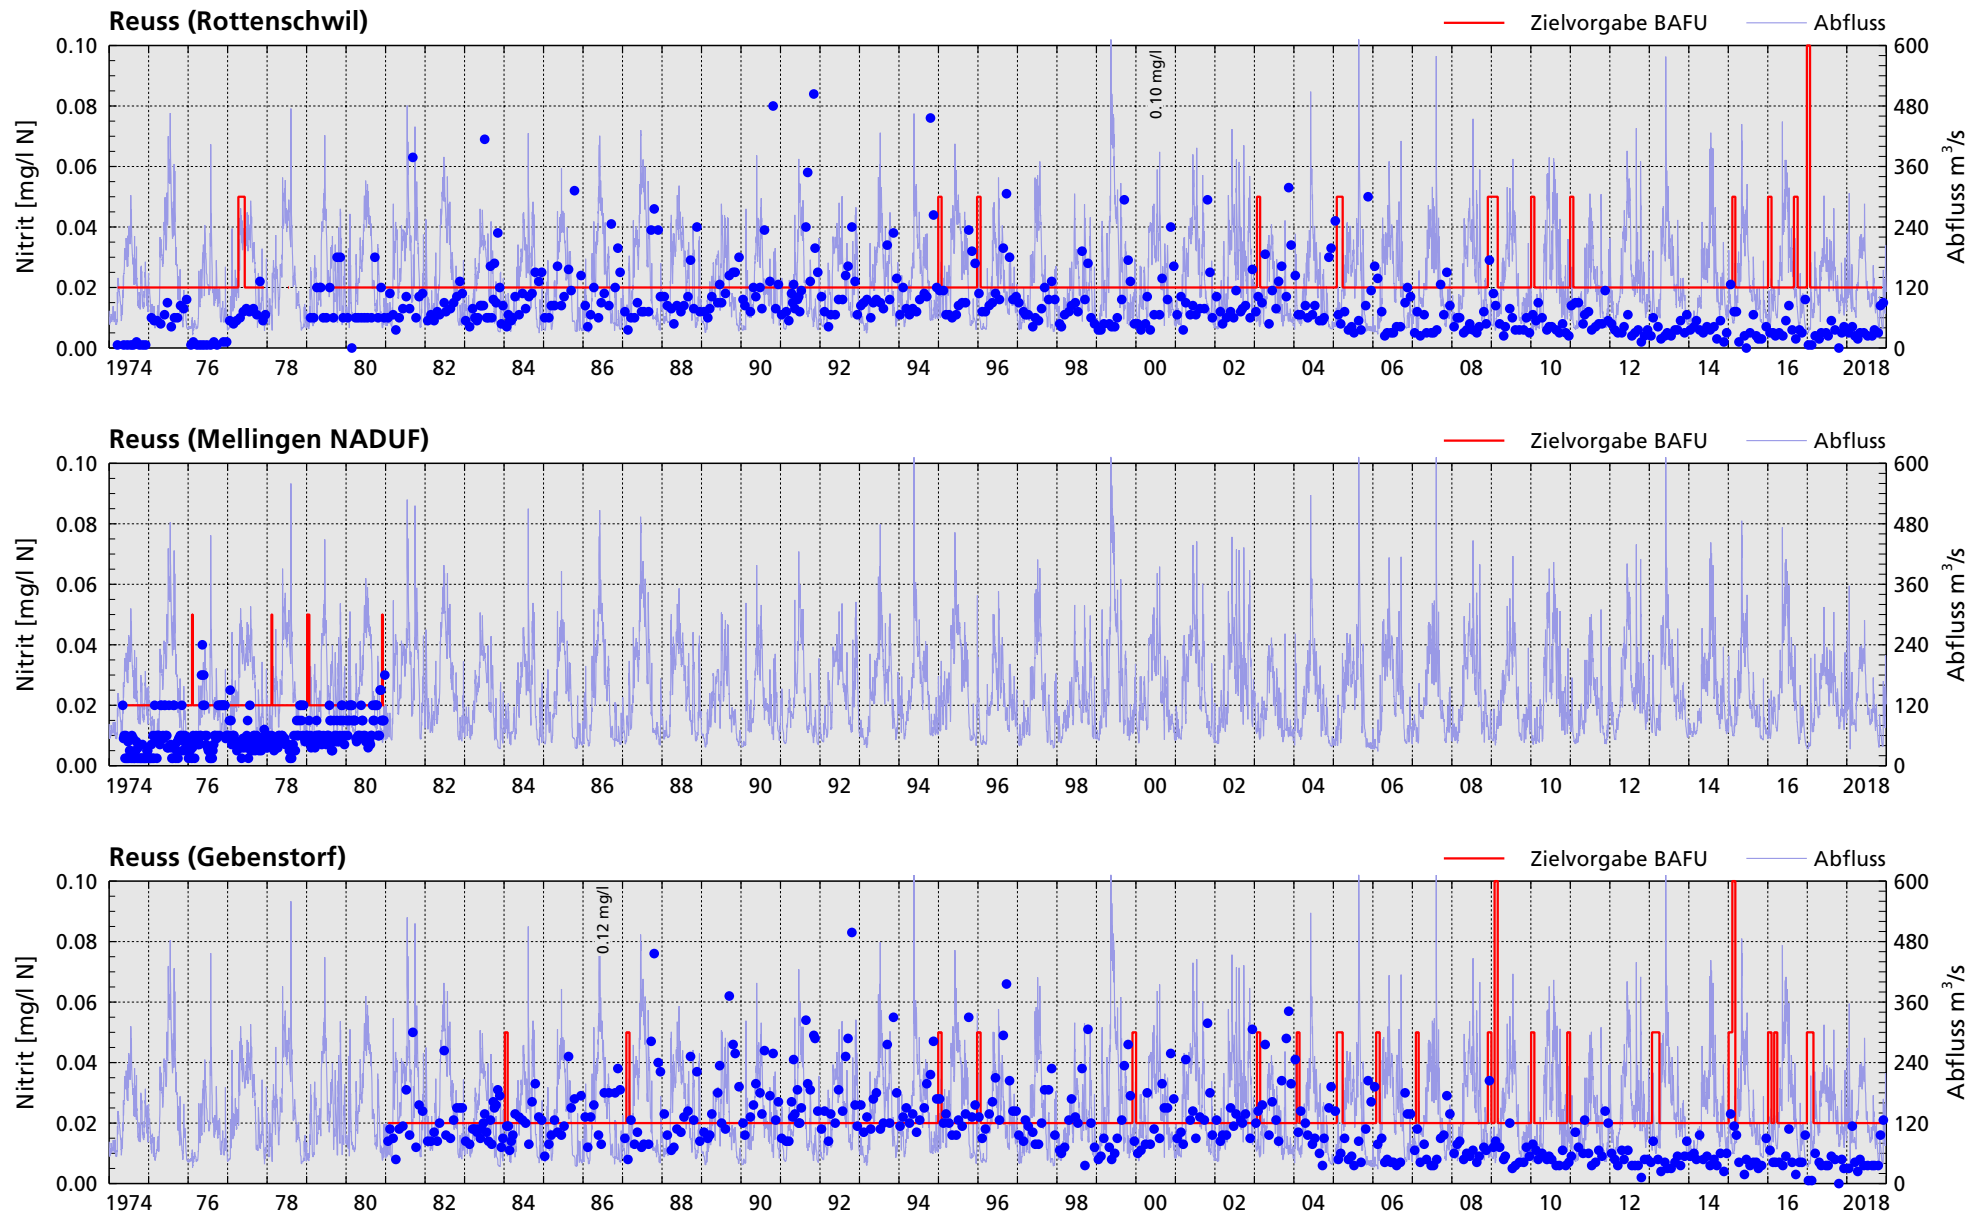 Reuss (Rottenschwil)
Zielvorgabe BAFU
Abfluss
Nitrit [mg/l N]
0.10
0.08
0.06
0.04
0.02
0.00
0.10 mg/l
600
480
360
240
120
0
Abfluss m³/s
1974 76 78 80 82 84 86 88 90 92 94 96 98 00 02 04 06 08 10 12 14 16 2018
Reuss (Mellingen NADUF)
Zielvorgabe BAFU
Abfluss
Nitrit [mg/l N]
0.10
0.08
0.06
0.04
0.02
0.00
600
480
360
240
120
0
Abfluss m³/s
1974 76 78 80 82 84 86 88 90 92 94 96 98 00 02 04 06 08 10 12 14 16 2018
Reuss (Gebenstorf)
Zielvorgabe BAFU
Abfluss
Nitrit [mg/l N]
0.10
0.08
0.06
0.04
0.02
0.00
0.12 mg/l
600
480
360
240
120
0
Abfluss m³/s
1974 76 78 80 82 84 86 88 90 92 94 96 98 00 02 04 06 08 10 12 14 16 2018